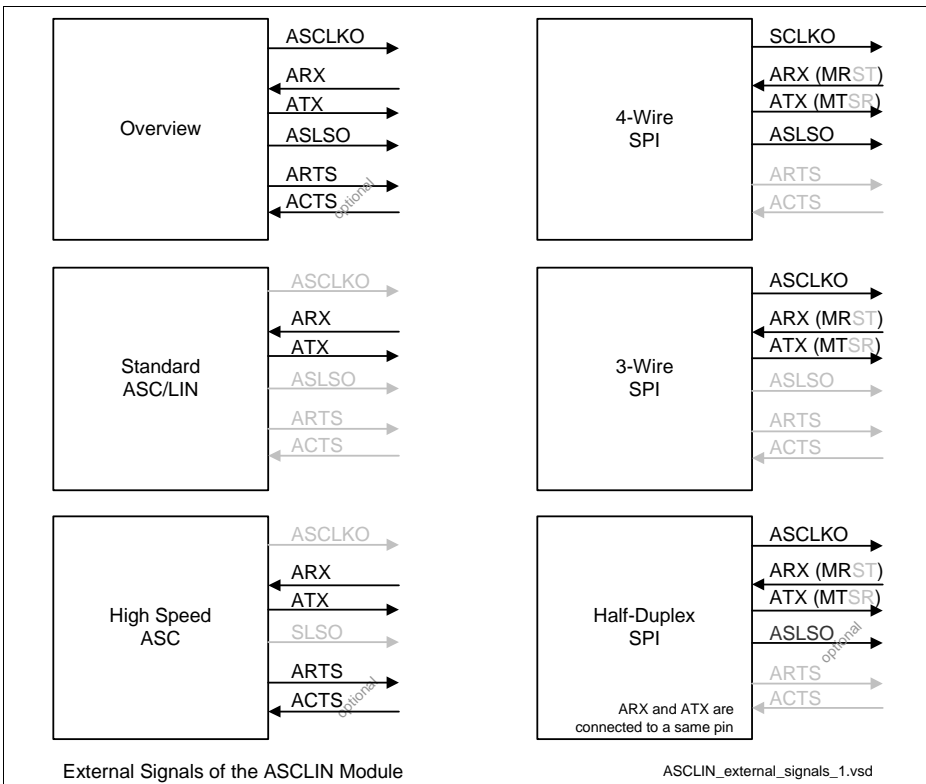 Overview
ASCLKO
ARX
ATX
ASLSO
ARTS
ACTS
optional
4-Wire
SPI
SCLKO
ARX (MRST)
ATX (MTSR)
ASLSO
ARTS
ACTS
Standard
ASC/LIN
ASCLKO
ARX
ATX
ASLSO
ARTS
ACTS
3-Wire
SPI
ASCLKO
ARX (MRST)
ATX (MTSR)
ASLSO
ARTS
ACTS
High Speed
ASC
ASCLKO
ARX
ATX
SLSO
ARTS
ACTS
optional
Half-Duplex
SPI
ARX and ATX are
connected to a same pin
ASCLKO
ARX (MRST)
ATX (MTSR)
ASLSO
optional
ARTS
ACTS
External Signals of the ASCLIN Module
ASCLIN_external_signals_1.vsd